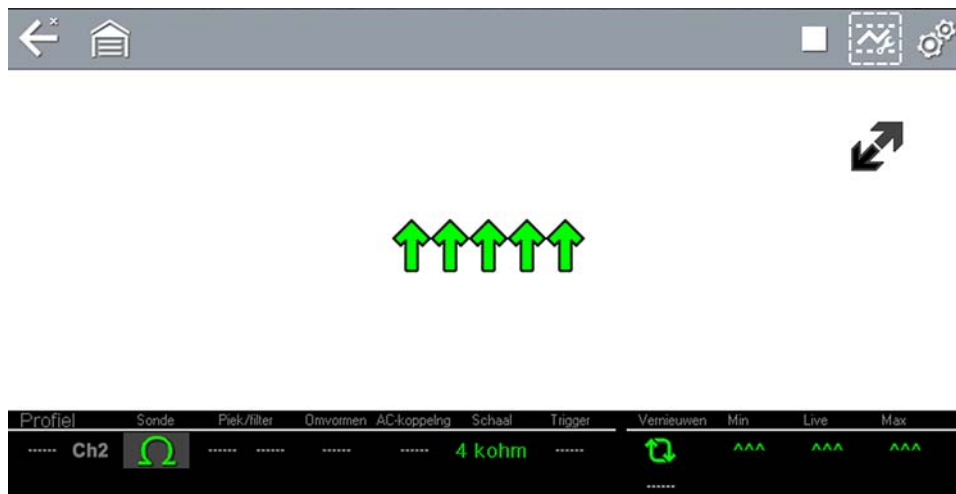 Profiel Sonde Piek/filter Omvormen AC-koppelng Schaal Trigger Vernieuwen Min Live Max
------ Ch2 Ω ------ ------ ------ ------ 4 kohm ------ ^^^ ^^^ ^^^
------